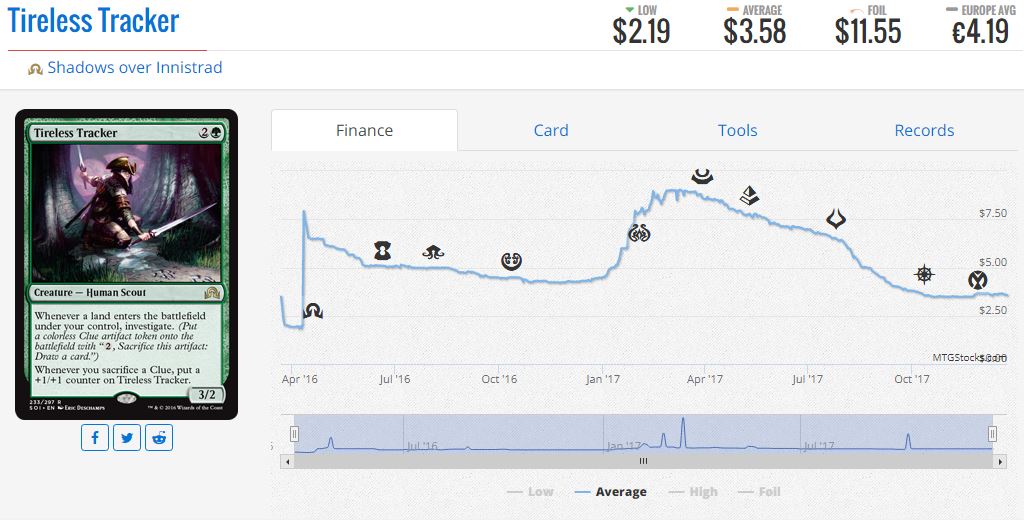 Tireless Tracker
LOW
$2.19
AVERAGE
$3.58
FOIL
$11.55
EUROPE AVG
€4.19
Shadows over Innistrad
Tireless Tracker 2
Creature — Human Scout
Whenever a land enters the battlefield
under your control, investigate. (Put
a colorless Clue artifact token onto the
battlefield with “2, Sacrifice this artifact:
Draw a card.”)
Whenever you sacrifice a Clue, put a
+1/+1 counter on Tireless Tracker.
3/2
233/297 R
SOI • EN Eric Deschamps
™ & © 2016 Wizards of the Coast
Finance Card Tools Records
$7.50
$5.00
$2.50
$0.00
MTGStocks.com
Apr '16 Jul '16 Oct '16 Jan '17 Apr '17 Jul '17 Oct '17
Jul '16 Jan '17 Jul '17
Low Average High Foil